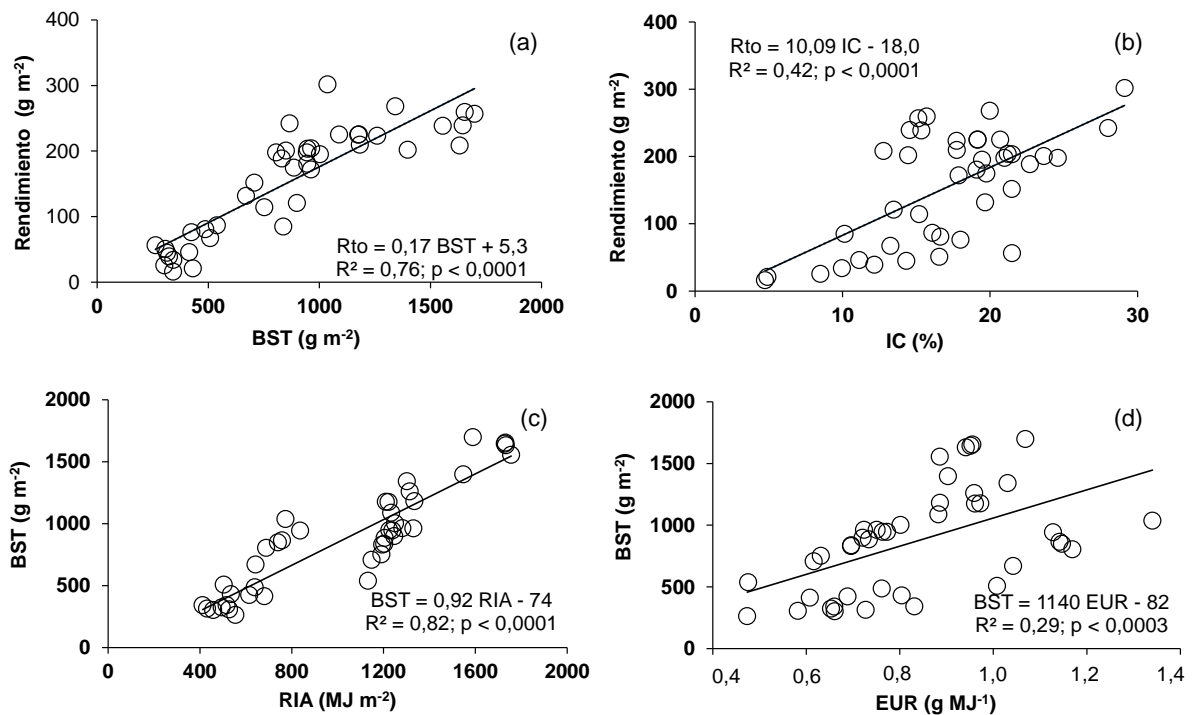 (a)
Rendimiento (g m-2)
400
300
200
100
0
Rto = 0,17 BST + 5,3
R² = 0,76; p < 0,0001
0 500 1000 1500 2000
BST (g m-2)
(b)
Rendimiento (g m-2)
400
300
200
100
0
Rto = 10,09 IC - 18,0
R² = 0,42; p < 0,0001
0 10 20 30
IC (%)
(c)
BST (g m-2)
2000
1500
1000
500
0
BST = 0,92 RIA - 74
R² = 0,82; p < 0,0001
0 400 800 1200 1600 2000
RIA (MJ m-2)
(d)
BST (g m-2)
2000
1500
1000
500
0
BST = 1140 EUR - 82
R² = 0,29; p < 0,0003
0,4 0,6 0,8 1,0 1,2 1,4
EUR (g MJ-1)